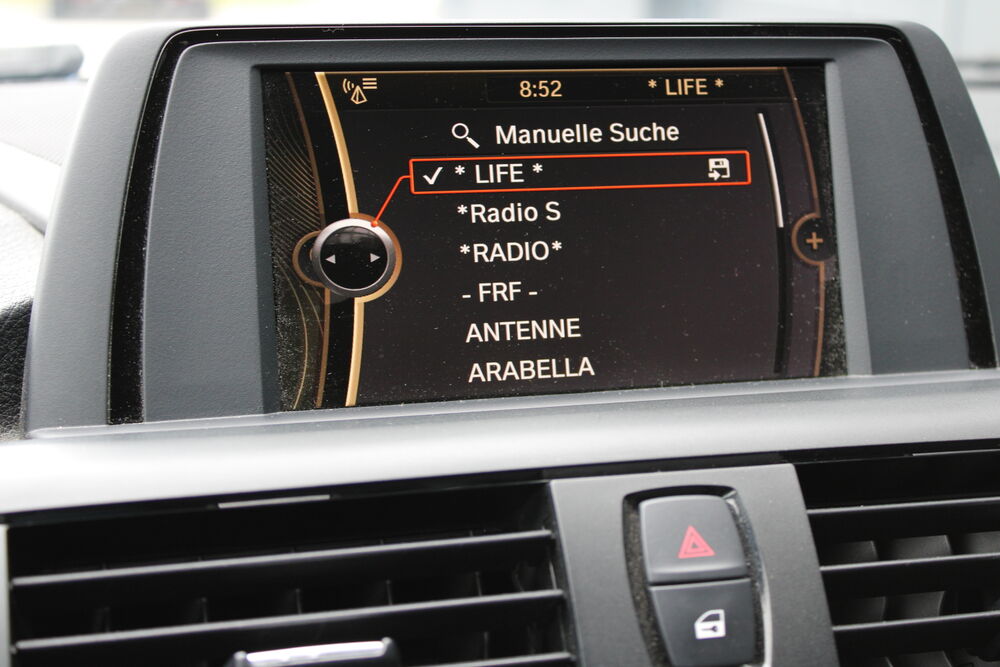 8:52 * LIFE *
Manuelle Suche
* LIFE *
*Radio S
*RADIO*
- FRF -
ANTENNE
ARABELLA